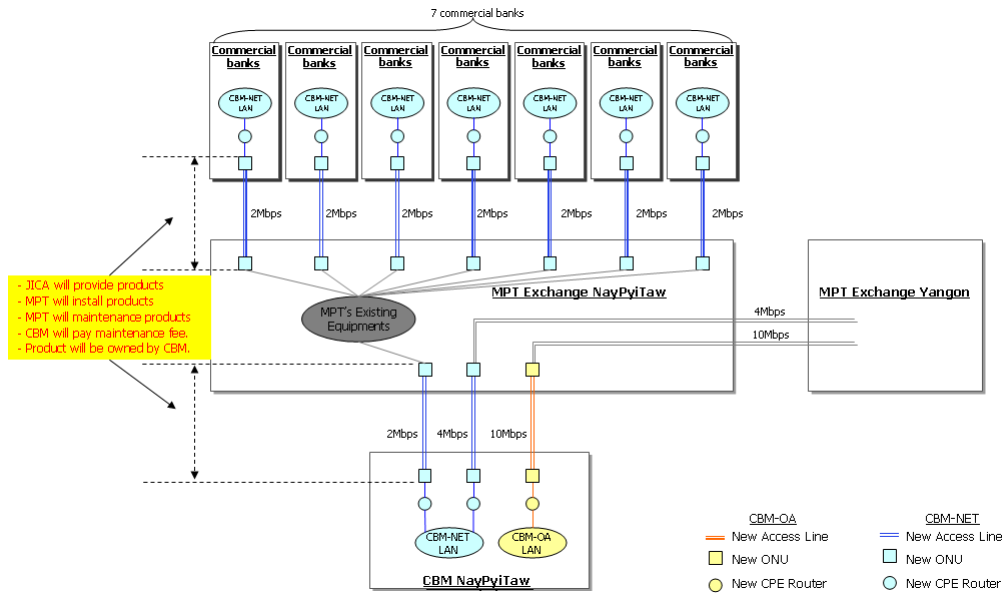 7 commercial banks
Commercial
banks
Commercial
banks
Commercial
banks
Commercial
banks
Commercial
banks
Commercial
banks
Commercial
banks
CBM-NET
LAN
CBM-NET
LAN
CBM-NET
LAN
CBM-NET
LAN
CBM-NET
LAN
CBM-NET
LAN
CBM-NET
LAN
2Mbps
2Mbps
2Mbps
2Mbps
2Mbps
2Mbps
2Mbps
- JICA will provide products
- MPT will install products
- MPT will maintenance products
- CBM will pay maintenance fee.
- Product will be owned by CBM.
MPT Exchange NayPyiTaw
MPT Exchange Yangon
MPT's Existing
Equipments
4Mbps
10Mbps
2Mbps
4Mbps
10Mbps
CBM-NET
LAN
CBM-OA
LAN
CBM NayPyiTaw
CBM-OA
New Access Line
New ONU
New CPE Router
CBM-NET
New Access Line
New ONU
New CPE Router